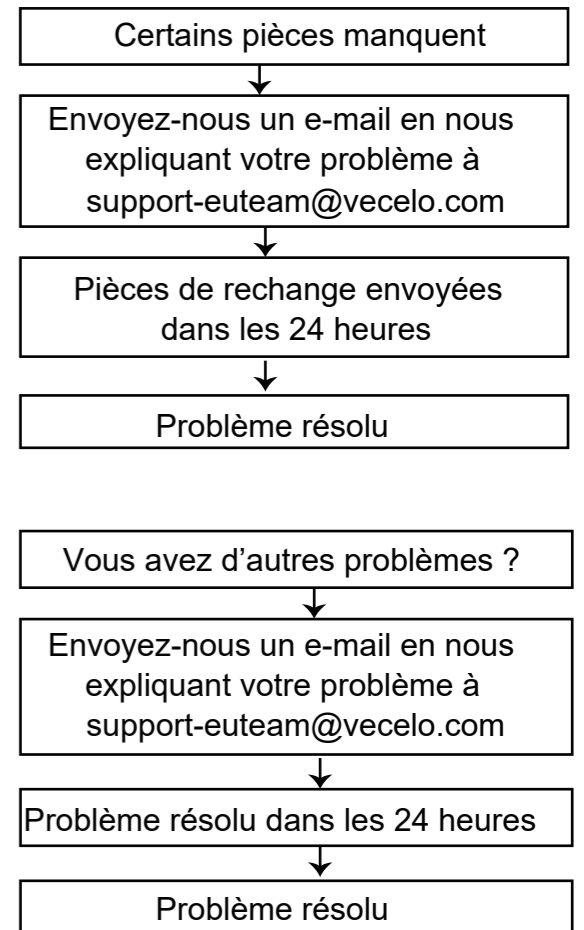 Certains pièces manquent
Envoyez-nous un e-mail en nous
expliquant votre problème à
support-euteam@vecelo.com
Pièces de rechange envoyées
dans les 24 heures
Problème résolu
Vous avez d’autres problèmes ?
Envoyez-nous un e-mail en nous
expliquant votre problème à
support-euteam@vecelo.com
Problème résolu dans les 24 heures
Problème résolu